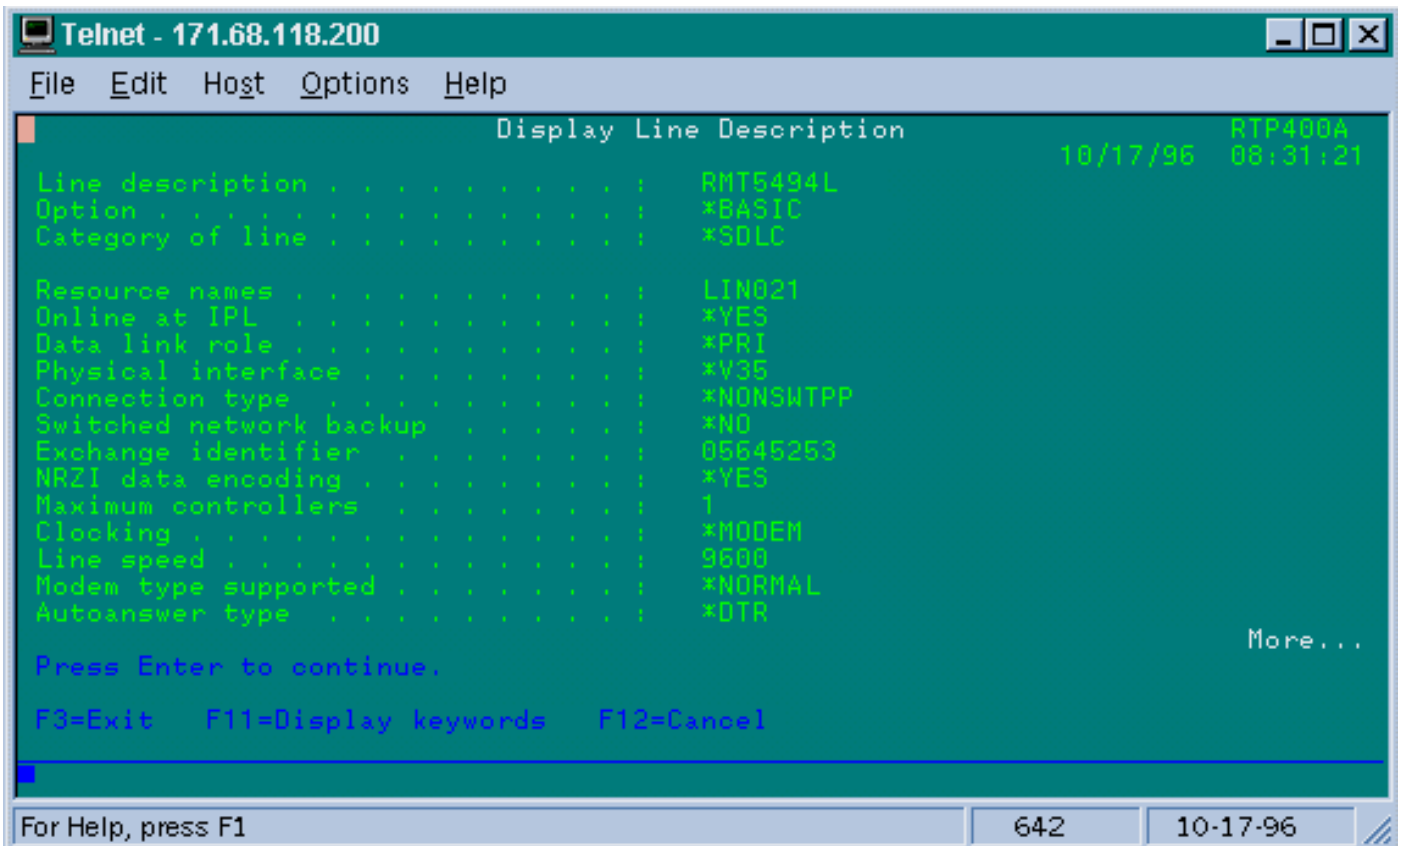 Telnet - 171.68.118.200
File Edit Host Options Help
Display Line Description RTP400A
10/17/96 08:31:21
Line description . . . . . . . . . : RMT5494L
Option . . . . . . . . . . . . . . : *BASIC
Category of line . . . . . . . . . : *SDLC
Resource names . . . . . . . . . . : LIN021
Online at IPL . . . . . . . . . . : *YES
Data link role . . . . . . . . . . : *PRI
Physical interface . . . . . . . . : *V35
Connection type . . . . . . . . . : *NONSWTPP
Switched network backup . . . . . : *NO
Exchange identifier . . . . . . . : 05645253
NRZI data encoding . . . . . . . . : *YES
Maximum controllers . . . . . . . : 1
Clocking . . . . . . . . . . . . . : *MODEM
Line speed . . . . . . . . . . . . : 9600
Modem type supported . . . . . . . : *NORMAL
Autoanswer type . . . . . . . . . : *DTR
More...
Press Enter to continue.
F3=Exit F11=Display keywords F12=Cancel
For Help, press F1 642 10-17-96